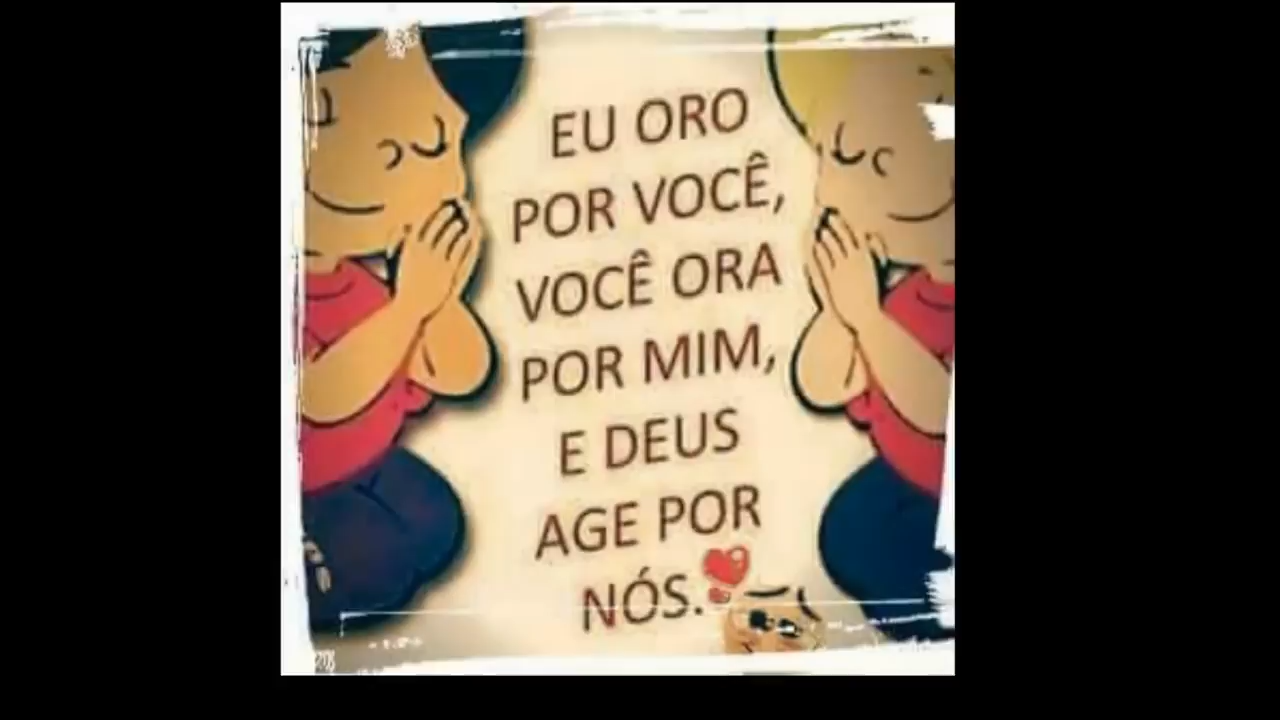 EU ORO
POR VOCÊ,
VOCÊ ORA
POR MIM,
E DEUS
AGE POR
NÓS.